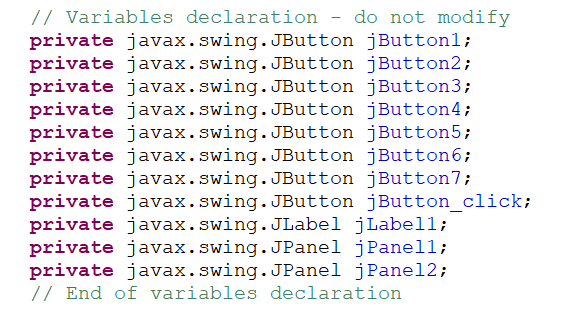 // Variables declaration - do not modify
private javax.swing.JButton jButton1;
private javax.swing.JButton jButton2;
private javax.swing.JButton jButton3;
private javax.swing.JButton jButton4;
private javax.swing.JButton jButton5;
private javax.swing.JButton jButton6;
private javax.swing.JButton jButton7;
private javax.swing.JButton jButton_click;
private javax.swing.JLabel jLabel1;
private javax.swing.JPanel jPanel1;
private javax.swing.JPanel jPanel2;
// End of variables declaration